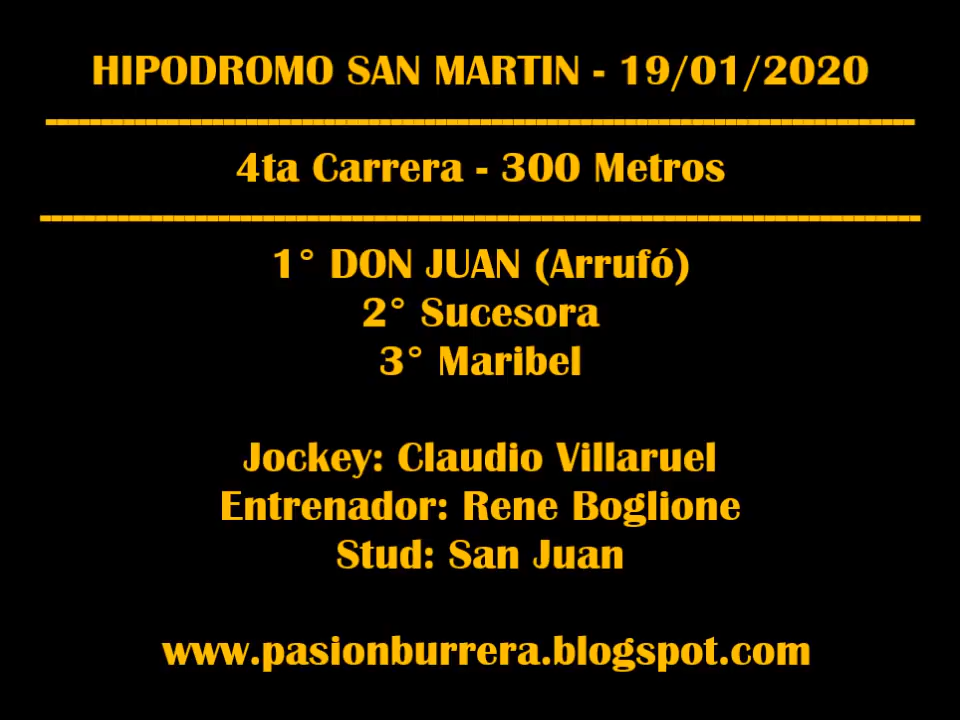 HIPODROMO SAN MARTIN - 19/01/2020
--------------------------------------------------------------------------------
4ta Carrera - 300 Metros
---------------------------------------------------------------------------------
1° DON JUAN (Arrufó)
2° Sucesora
3° Maribel
Jockey: Claudio Villaruel
Entrenador: Rene Boglione
Stud: San Juan
www.pasionburrera.blogspot.com